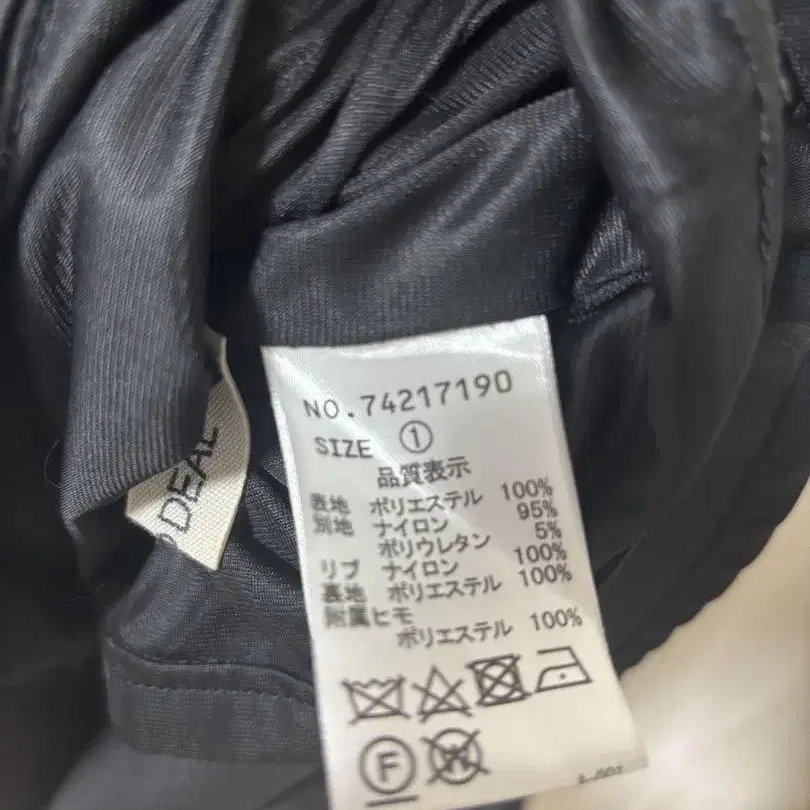 NO.74217190
SIZE ①
品質表示
表地 ポリエステル 100%
別地 ナイロン 95%
ポリウレタン 5%
リブ ナイロン 100%
裏地 ポリエステル 100%
附属ヒモ
ポリエステル 100%
F
W
DEAL